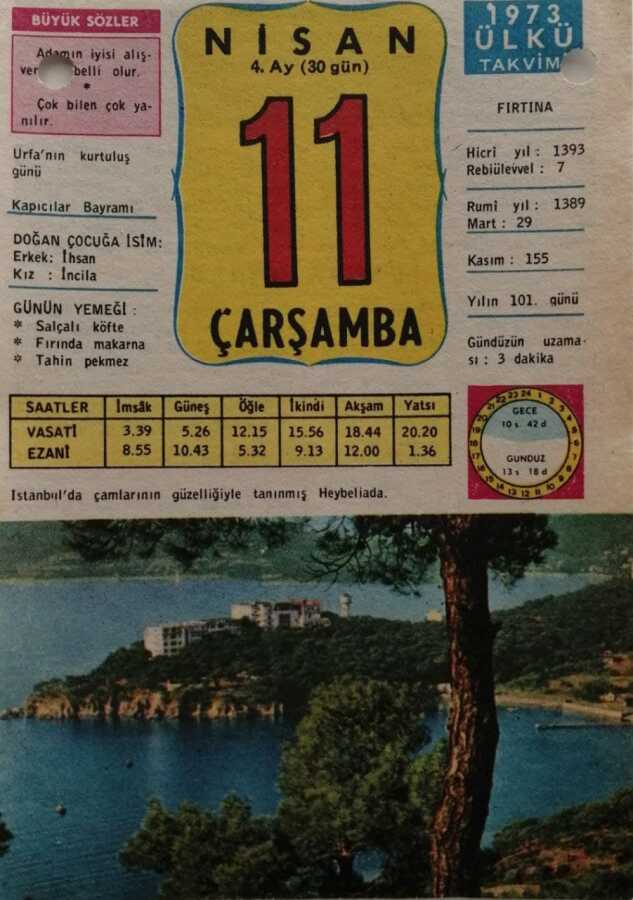 BÜYÜK SÖZLER
Adamın iyisi alış-
belli olur.
*
Çok bilen çok ya-
nılır.
Urfa'nın kurtuluş
günü
Kapıcılar Bayramı
DOĞAN ÇOCUĞA İSİM:
Erkek: İhsan
Kız : İncila
GÜNÜN YEMEĞİ :
* Salçalı köfte
* Fırında makarna
* Tahin pekmez
NİSAN
4. Ay (30 gün)
11
ÇARŞAMBA
1973
ÜLKÜ
TAKVİM
FIRTINA
Hicrî yıl : 1393
Rebiülevvel : 7
Rumî yıl : 1389
Mart : 29
Kasım : 155
Yılın 101. günü
Gündüzün uzama-
sı : 3 dakika
SAATLER İmsâk Güneş Öğle İkindi Akşam Yatsı
VASATİ 3.39 5.26 12.15 15.56 18.44 20.20
EZANİ 8.55 10.43 5.32 9.13 12.00 1.36
GECE
10 s 42 d
GUNDUZ
13 s 18 d
İstanbul'da çamlarının güzelliğiyle tanınmış Heybeliada.